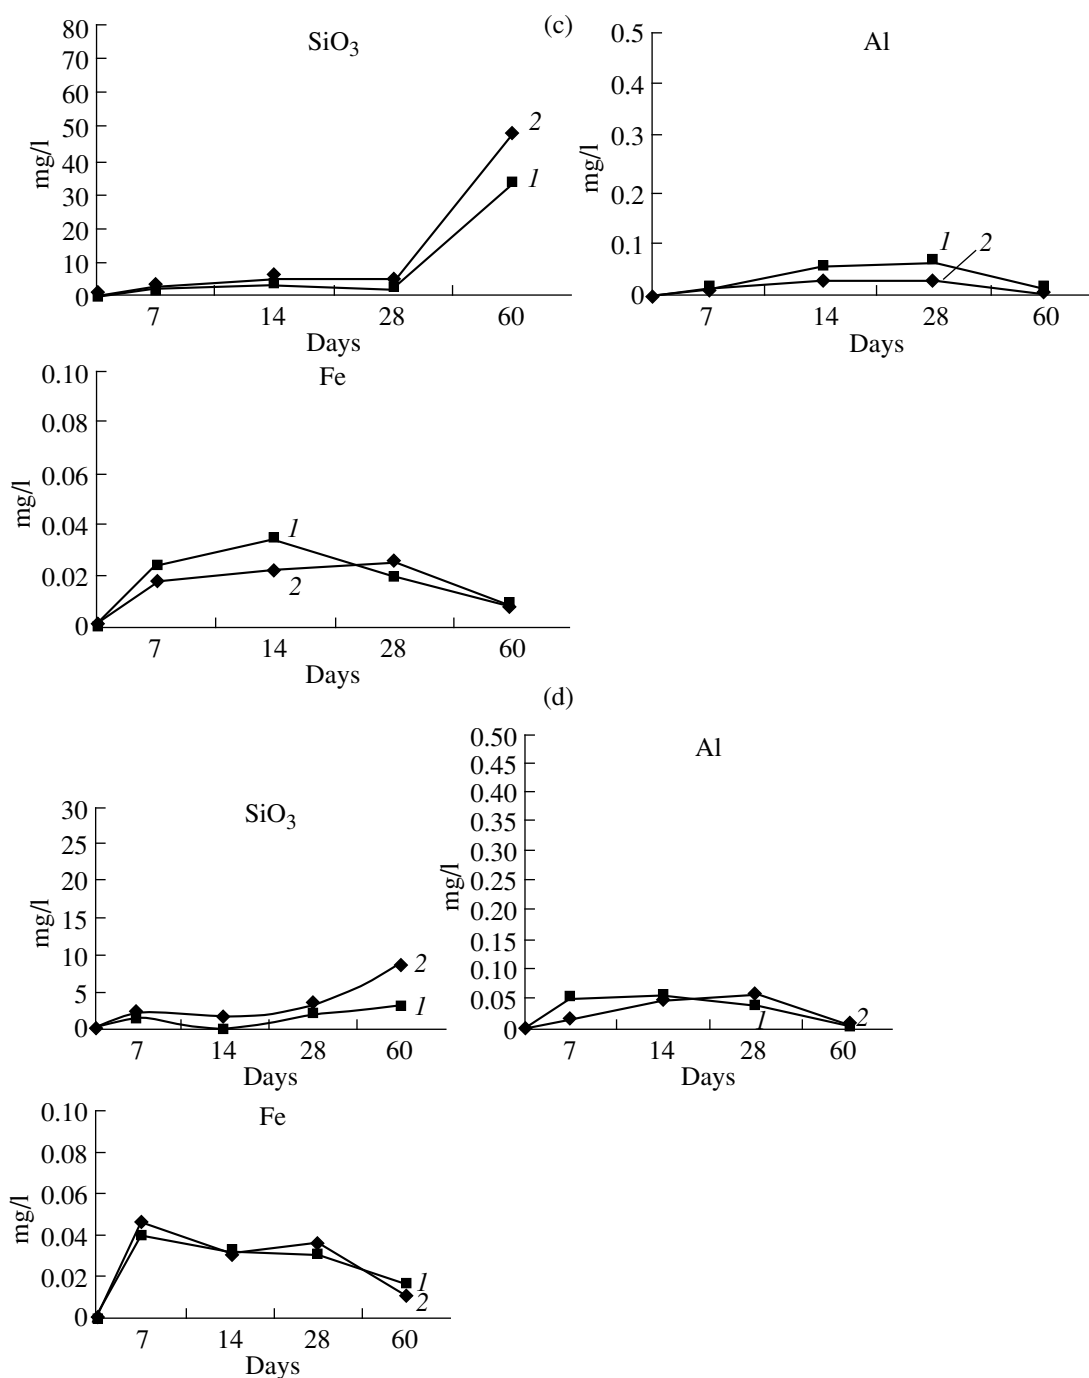 (c)
SiO3
mg/l
80
70
60
50
40
30
20
10
0
2
1
7 14 28 60
Days
Al
mg/l
0.5
0.4
0.3
0.2
0.1
0
1 2
7 14 28 60
Days
Fe
mg/l
0.10
0.08
0.06
0.04
0.02
0
1
2
7 14 28 60
Days
(d)
SiO3
mg/l
30
25
20
15
10
5
0
2
1
7 14 28 60
Days
Al
mg/l
0.50
0.45
0.40
0.35
0.30
0.25
0.20
0.15
0.10
0.05
0
1 2
7 14 28 60
Days
Fe
mg/l
0.10
0.08
0.06
0.04
0.02
0
1
2
7 14 28 60
Days